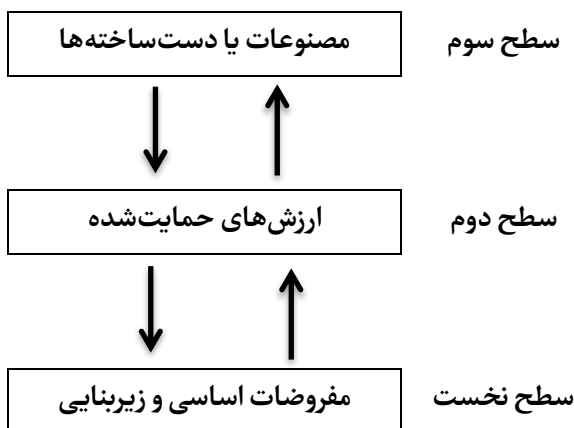 سطح سوم مصنوعات یا دست‌ساخته‌ها
سطح دوم ارزش‌های حمایت‌شده
سطح نخست مفروضات اساسی و زیربنایی